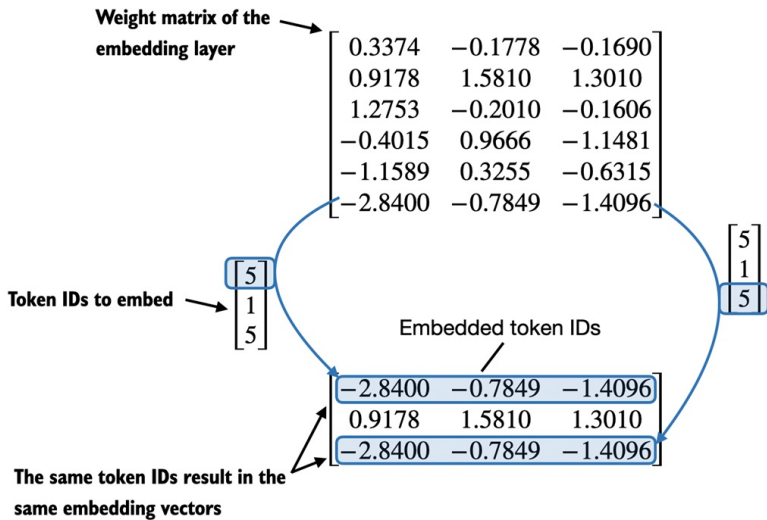 Weight matrix of the
embedding layer
0.3374 −0.1778 −0.1690
0.9178 1.5810 1.3010
1.2753 −0.2010 −0.1606
−0.4015 0.9666 −1.1481
−1.1589 0.3255 −0.6315
−2.8400 −0.7849 −1.4096
Token IDs to embed
5
1
5
5
1
5
Embedded token IDs
−2.8400 −0.7849 −1.4096
0.9178 1.5810 1.3010
−2.8400 −0.7849 −1.4096
The same token IDs result in the
same embedding vectors